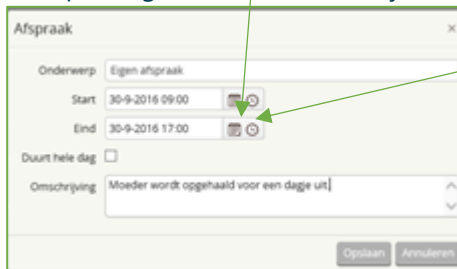 Afspraak ×
Onderwerp Eigen afspraak
Start 30-9-2016 09:00
Eind 30-9-2016 17:00
Duurt hele dag
Omschrijving Moeder wordt opgehaald voor een dagje uit
Opslaan Annuleren